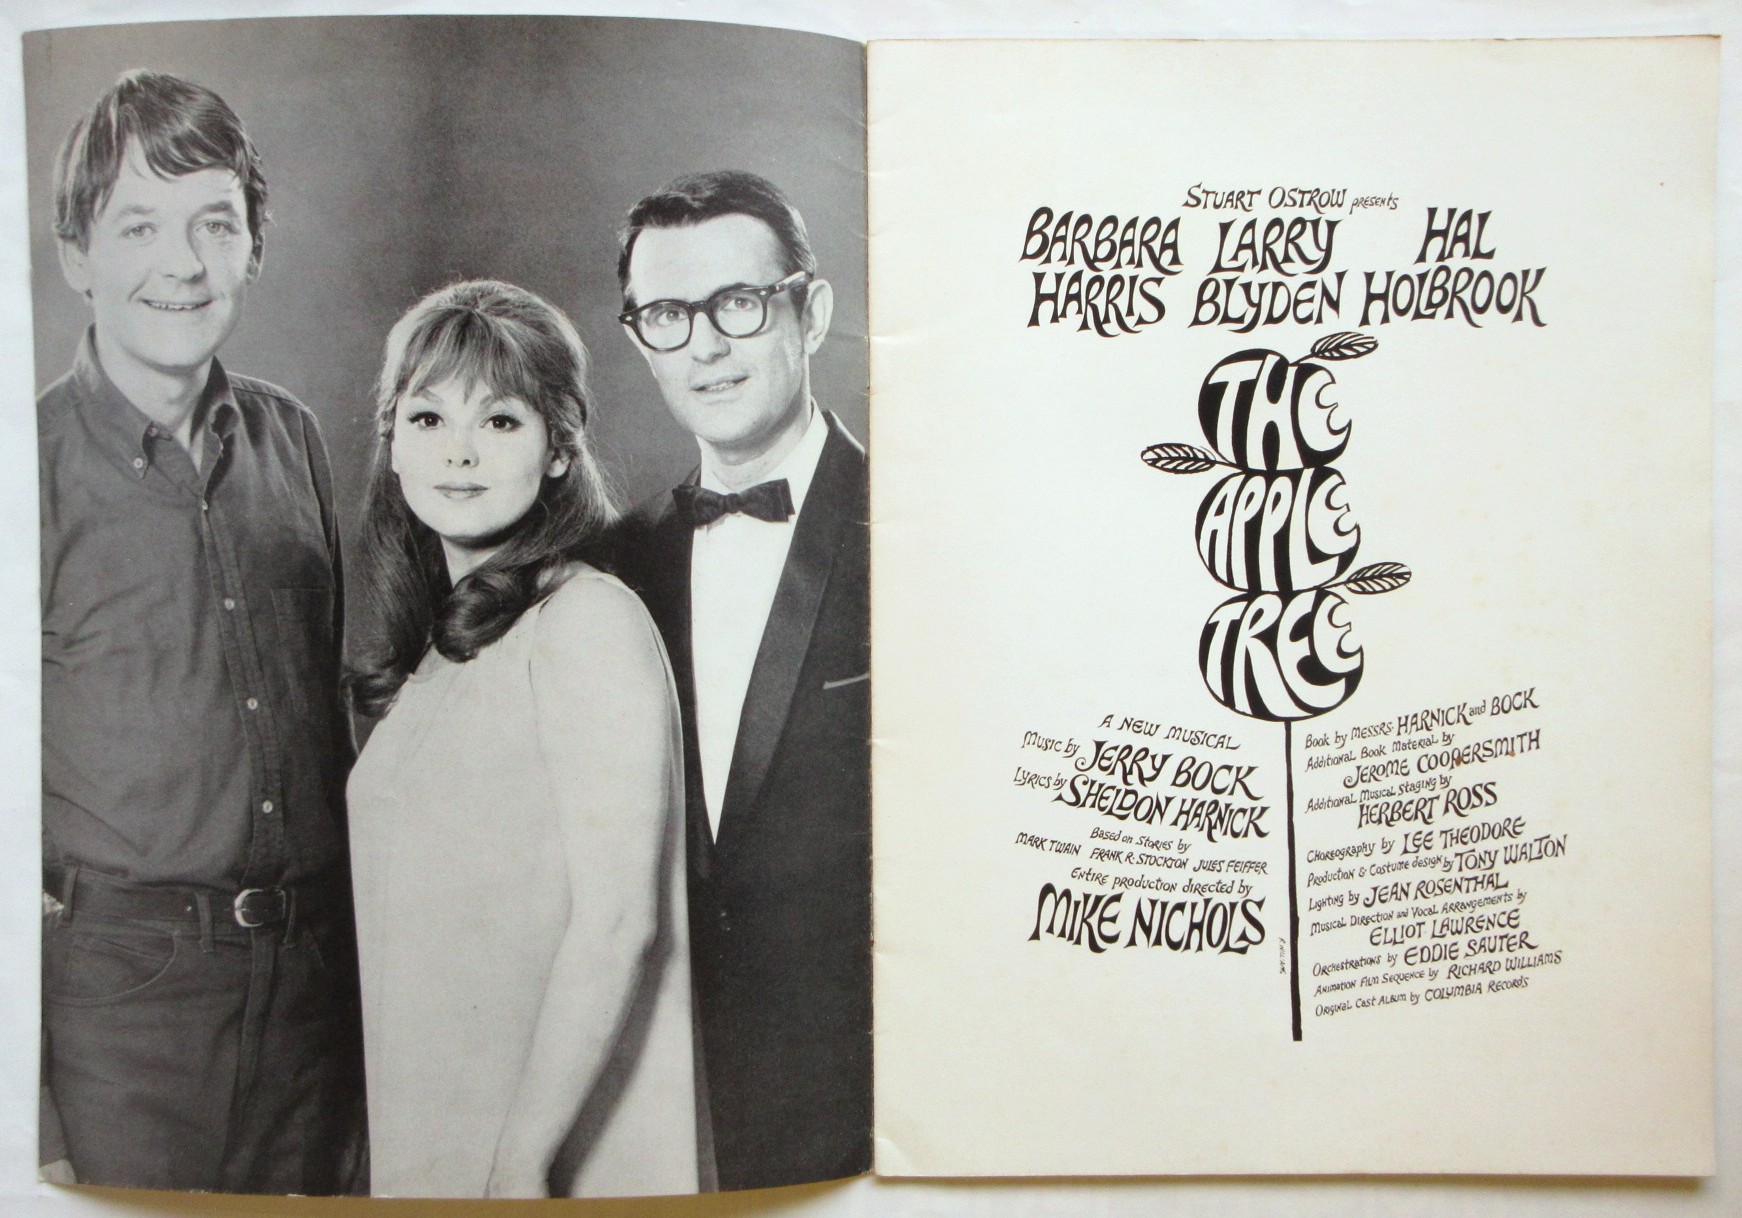 STUART OSTROW presents
BARBARA LARRY HAL
HARRIS BLYDEN HOLBROOK
THE
APPLE
TREE
A NEW MUSICAL
Music by JERRY BOCK
Lyrics by SHELDON HARNICK
Based on Stories by
MARK TWAIN FRANK R. STOCKTON JULES FEIFFER
ENTIRE PRODUCTION directed by
MIKE NICHOLS
Book by MESSRS. HARNICK and BOCK
Additional Book Material by
JEROME COOPERSMITH
Additional Musical Staging by
HERBERT ROSS
Choreography by LEE THEODORE
Production & Costume design by TONY WALTON
Lighting by JEAN ROSENTHAL
Musical Direction and Vocal Arrangements by
ELLIOT LAWRENCE
Orchestrations by EDDIE SAUTER
Animation Film Sequence by RICHARD WILLIAMS
Original Cast Album by COLUMBIA RECORDS